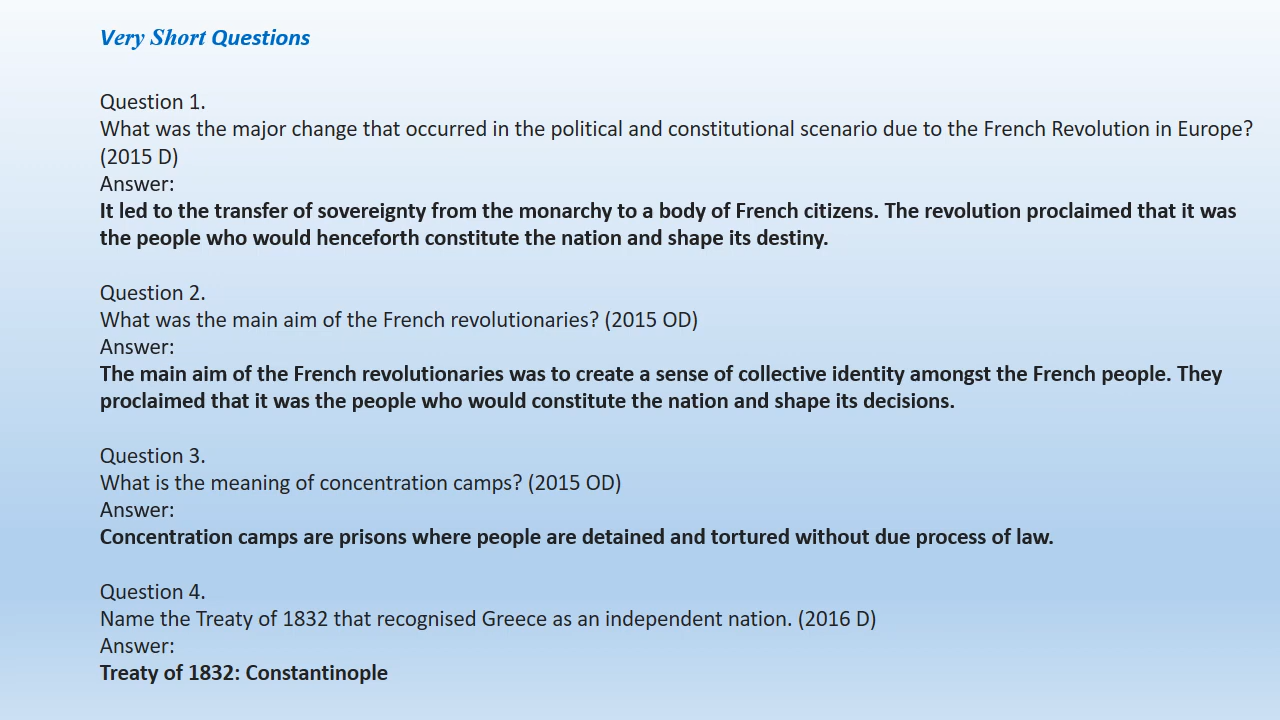 Very Short Questions
Question 1.
What was the major change that occurred in the political and constitutional scenario due to the French Revolution in Europe?
(2015 D)
Answer:
It led to the transfer of sovereignty from the monarchy to a body of French citizens. The revolution proclaimed that it was
the people who would henceforth constitute the nation and shape its destiny.
Question 2.
What was the main aim of the French revolutionaries? (2015 OD)
Answer:
The main aim of the French revolutionaries was to create a sense of collective identity amongst the French people. They
proclaimed that it was the people who would constitute the nation and shape its decisions.
Question 3.
What is the meaning of concentration camps? (2015 OD)
Answer:
Concentration camps are prisons where people are detained and tortured without due process of law.
Question 4.
Name the Treaty of 1832 that recognised Greece as an independent nation. (2016 D)
Answer:
Treaty of 1832: Constantinople